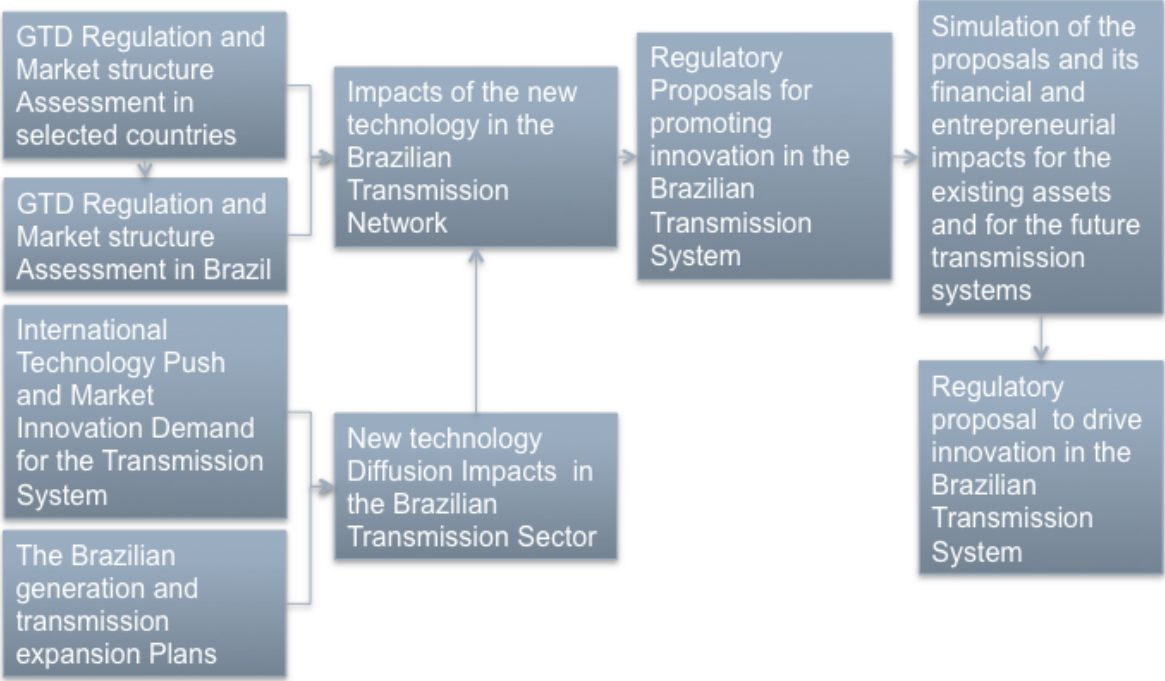 GTD Regulation and
Market structure
Assessment in
selected countries
GTD Regulation and
Market structure
Assessment in Brazil
International
Technology Push
and Market
Innovation Demand
for the Transmission
System
The Brazilian
generation and
transmission
expansion Plans
Impacts of the new
technology in the
Brazilian
Transmission
Network
New technology
Diffusion Impacts  in
the Brazilian
Transmission Sector
Regulatory
Proposals for
promoting
innovation in the
Brazilian
Transmission
System
Simulation of the
proposals and its
financial and
entrepreneurial
impacts for the
existing assets
and for the future
transmission
systems
Regulatory
proposal  to drive
innovation in the
Brazilian
Transmission
System